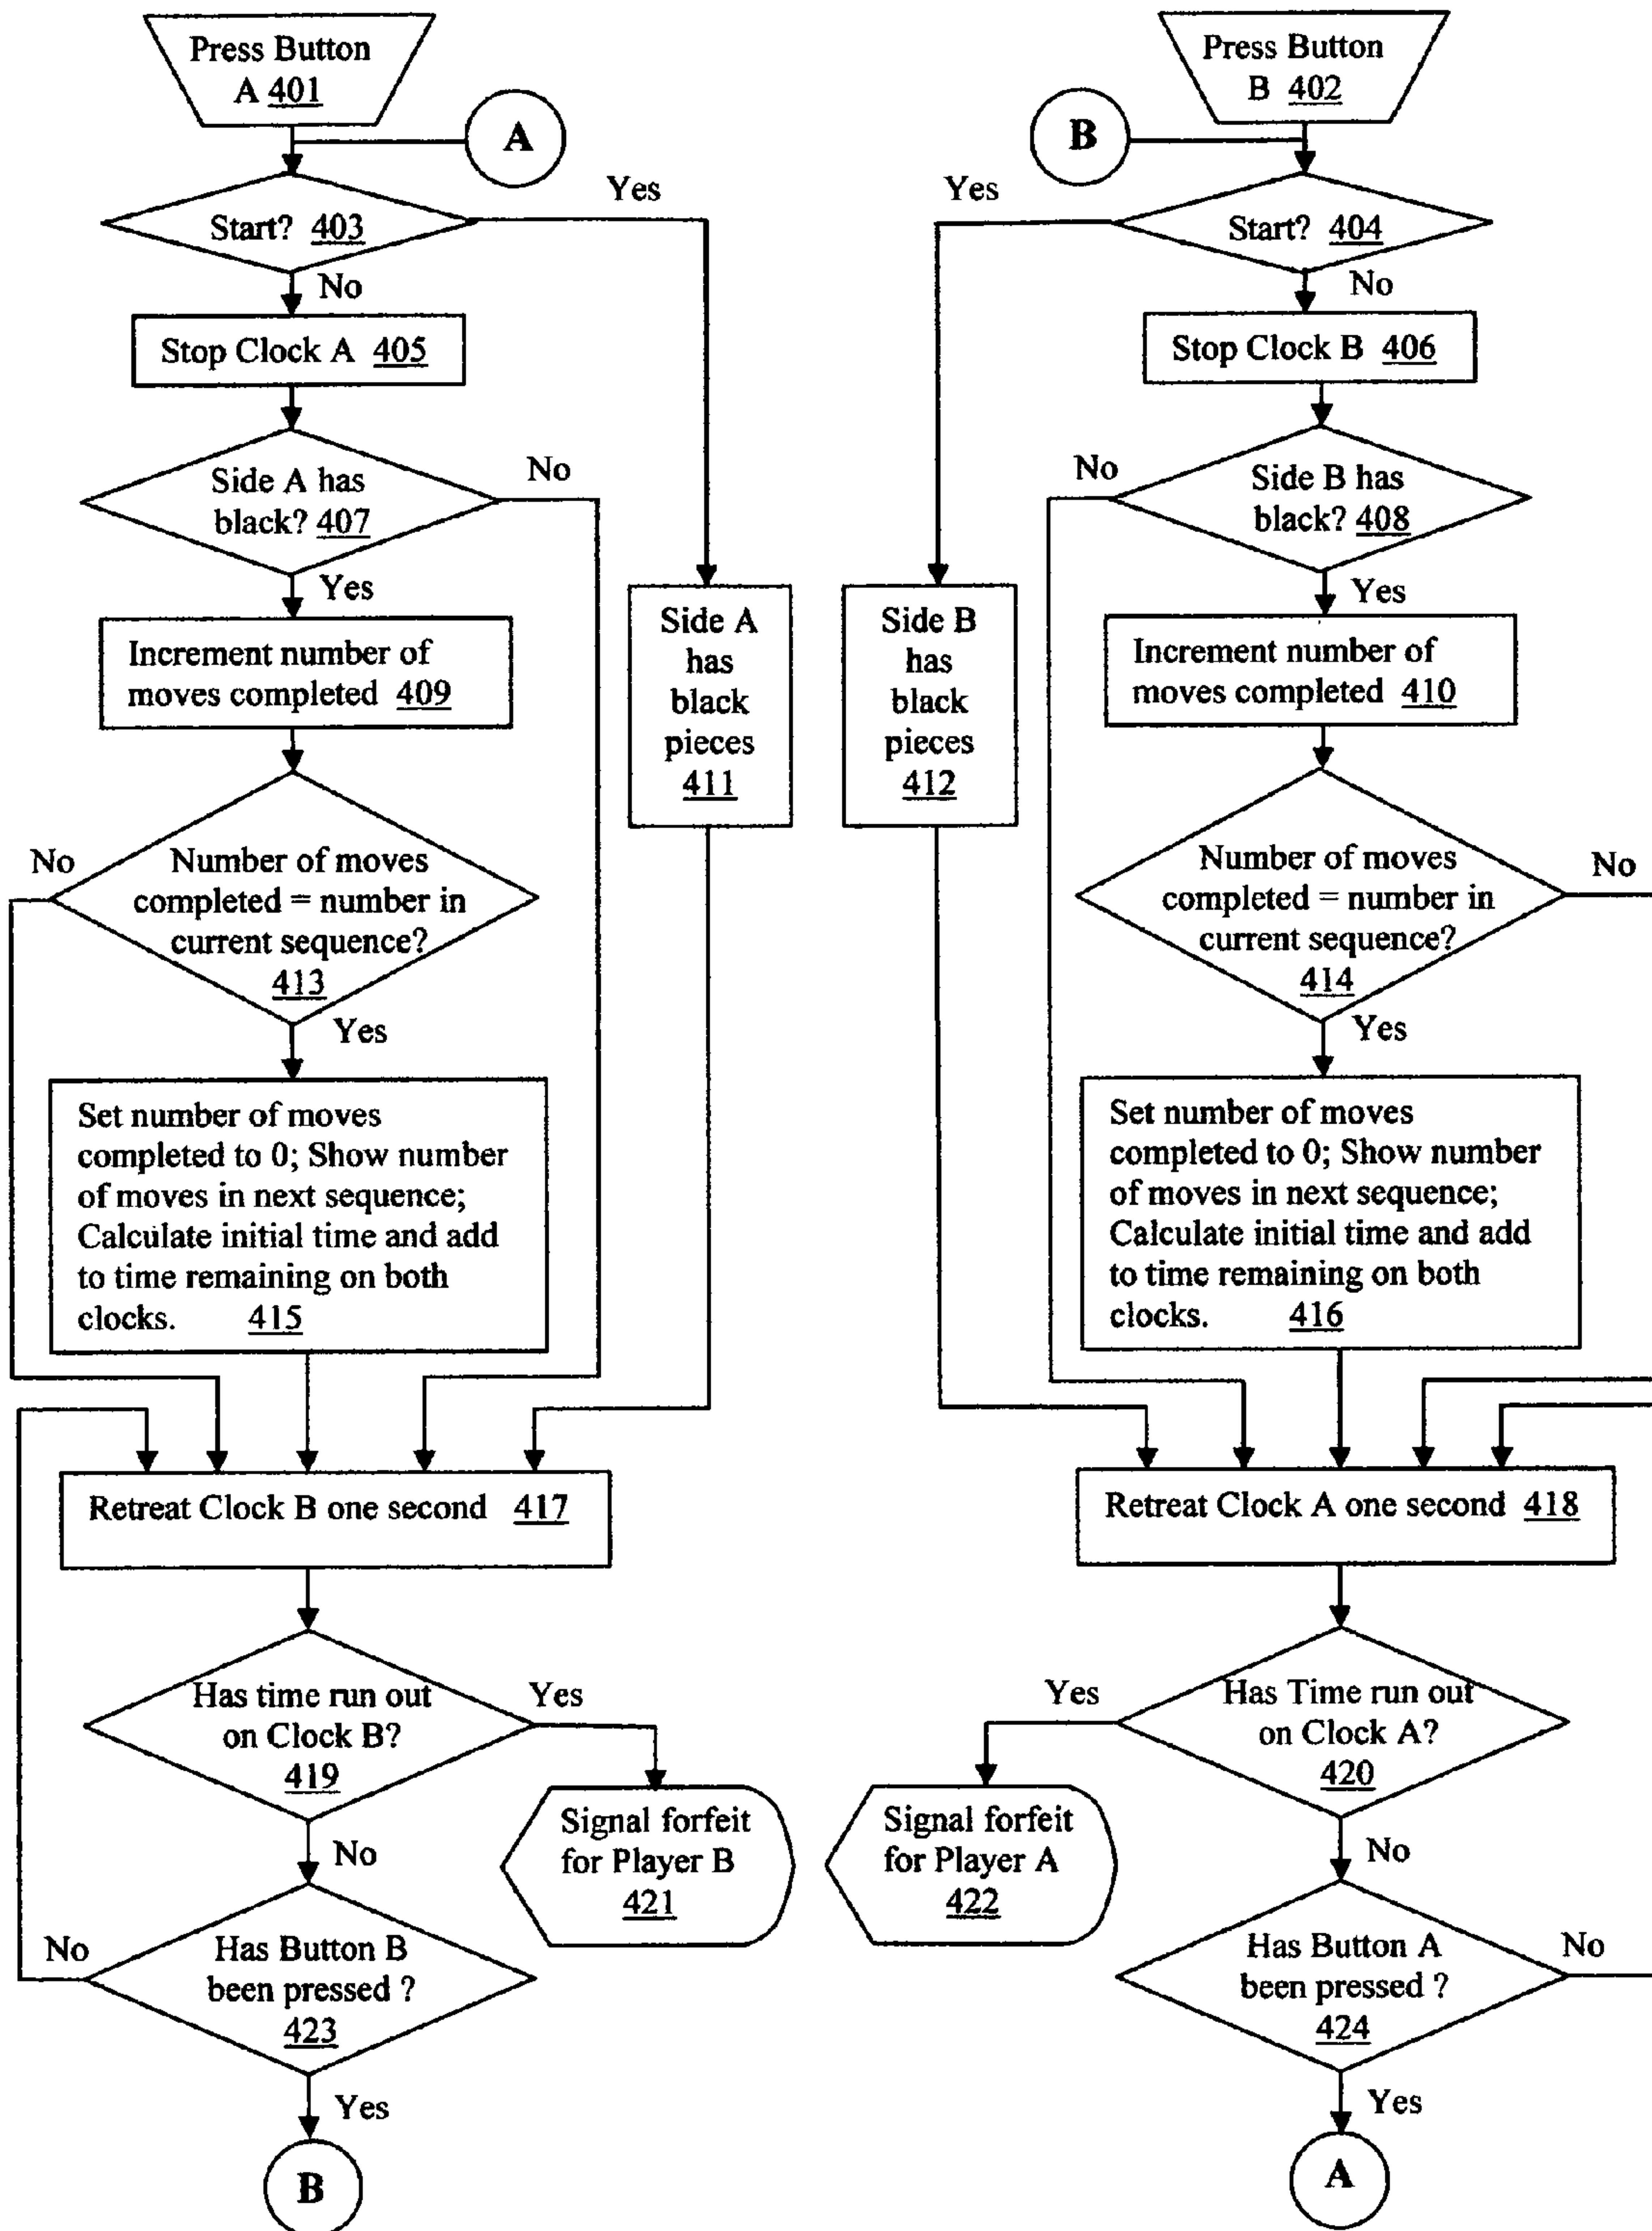 Press Button
A 401
A
Start? 403
Yes
No
Stop Clock A 405
Side A has
black? 407
No
Yes
Increment number of
moves completed 409
Side A
has
black
pieces
411
Number of moves
completed = number in
current sequence?
413
No
Yes
Set number of moves
completed to 0; Show number
of moves in next sequence;
Calculate initial time and add
to time remaining on both
clocks. 415
Retreat Clock B one second 417
Has time run out
on Clock B?
419
Yes
No
Signal forfeit
for Player B
421
Has Button B
been pressed ?
423
No
Yes
B
Press Button
B 402
B
Start? 404
Yes
No
Stop Clock B 406
Side B has
black? 408
No
Yes
Side B
has
black
pieces
412
Increment number of
moves completed 410
Number of moves
completed = number in
current sequence?
414
No
Yes
Set number of moves
completed to 0; Show number
of moves in next sequence;
Calculate initial time and add
to time remaining on both
clocks. 416
Retreat Clock A one second 418
Has Time run out
on Clock A?
420
Yes
No
Signal forfeit
for Player A
422
Has Button A
been pressed ?
424
No
Yes
A